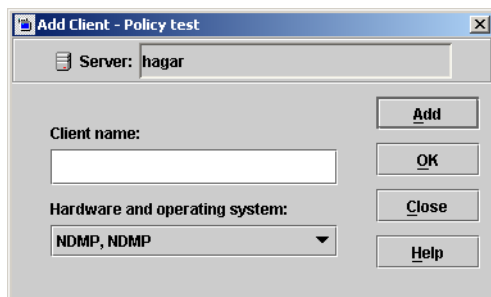 Add Client - Policy test
Server: hagar
Client name:
Hardware and operating system:
NDMP, NDMP
Add
OK
Close
Help